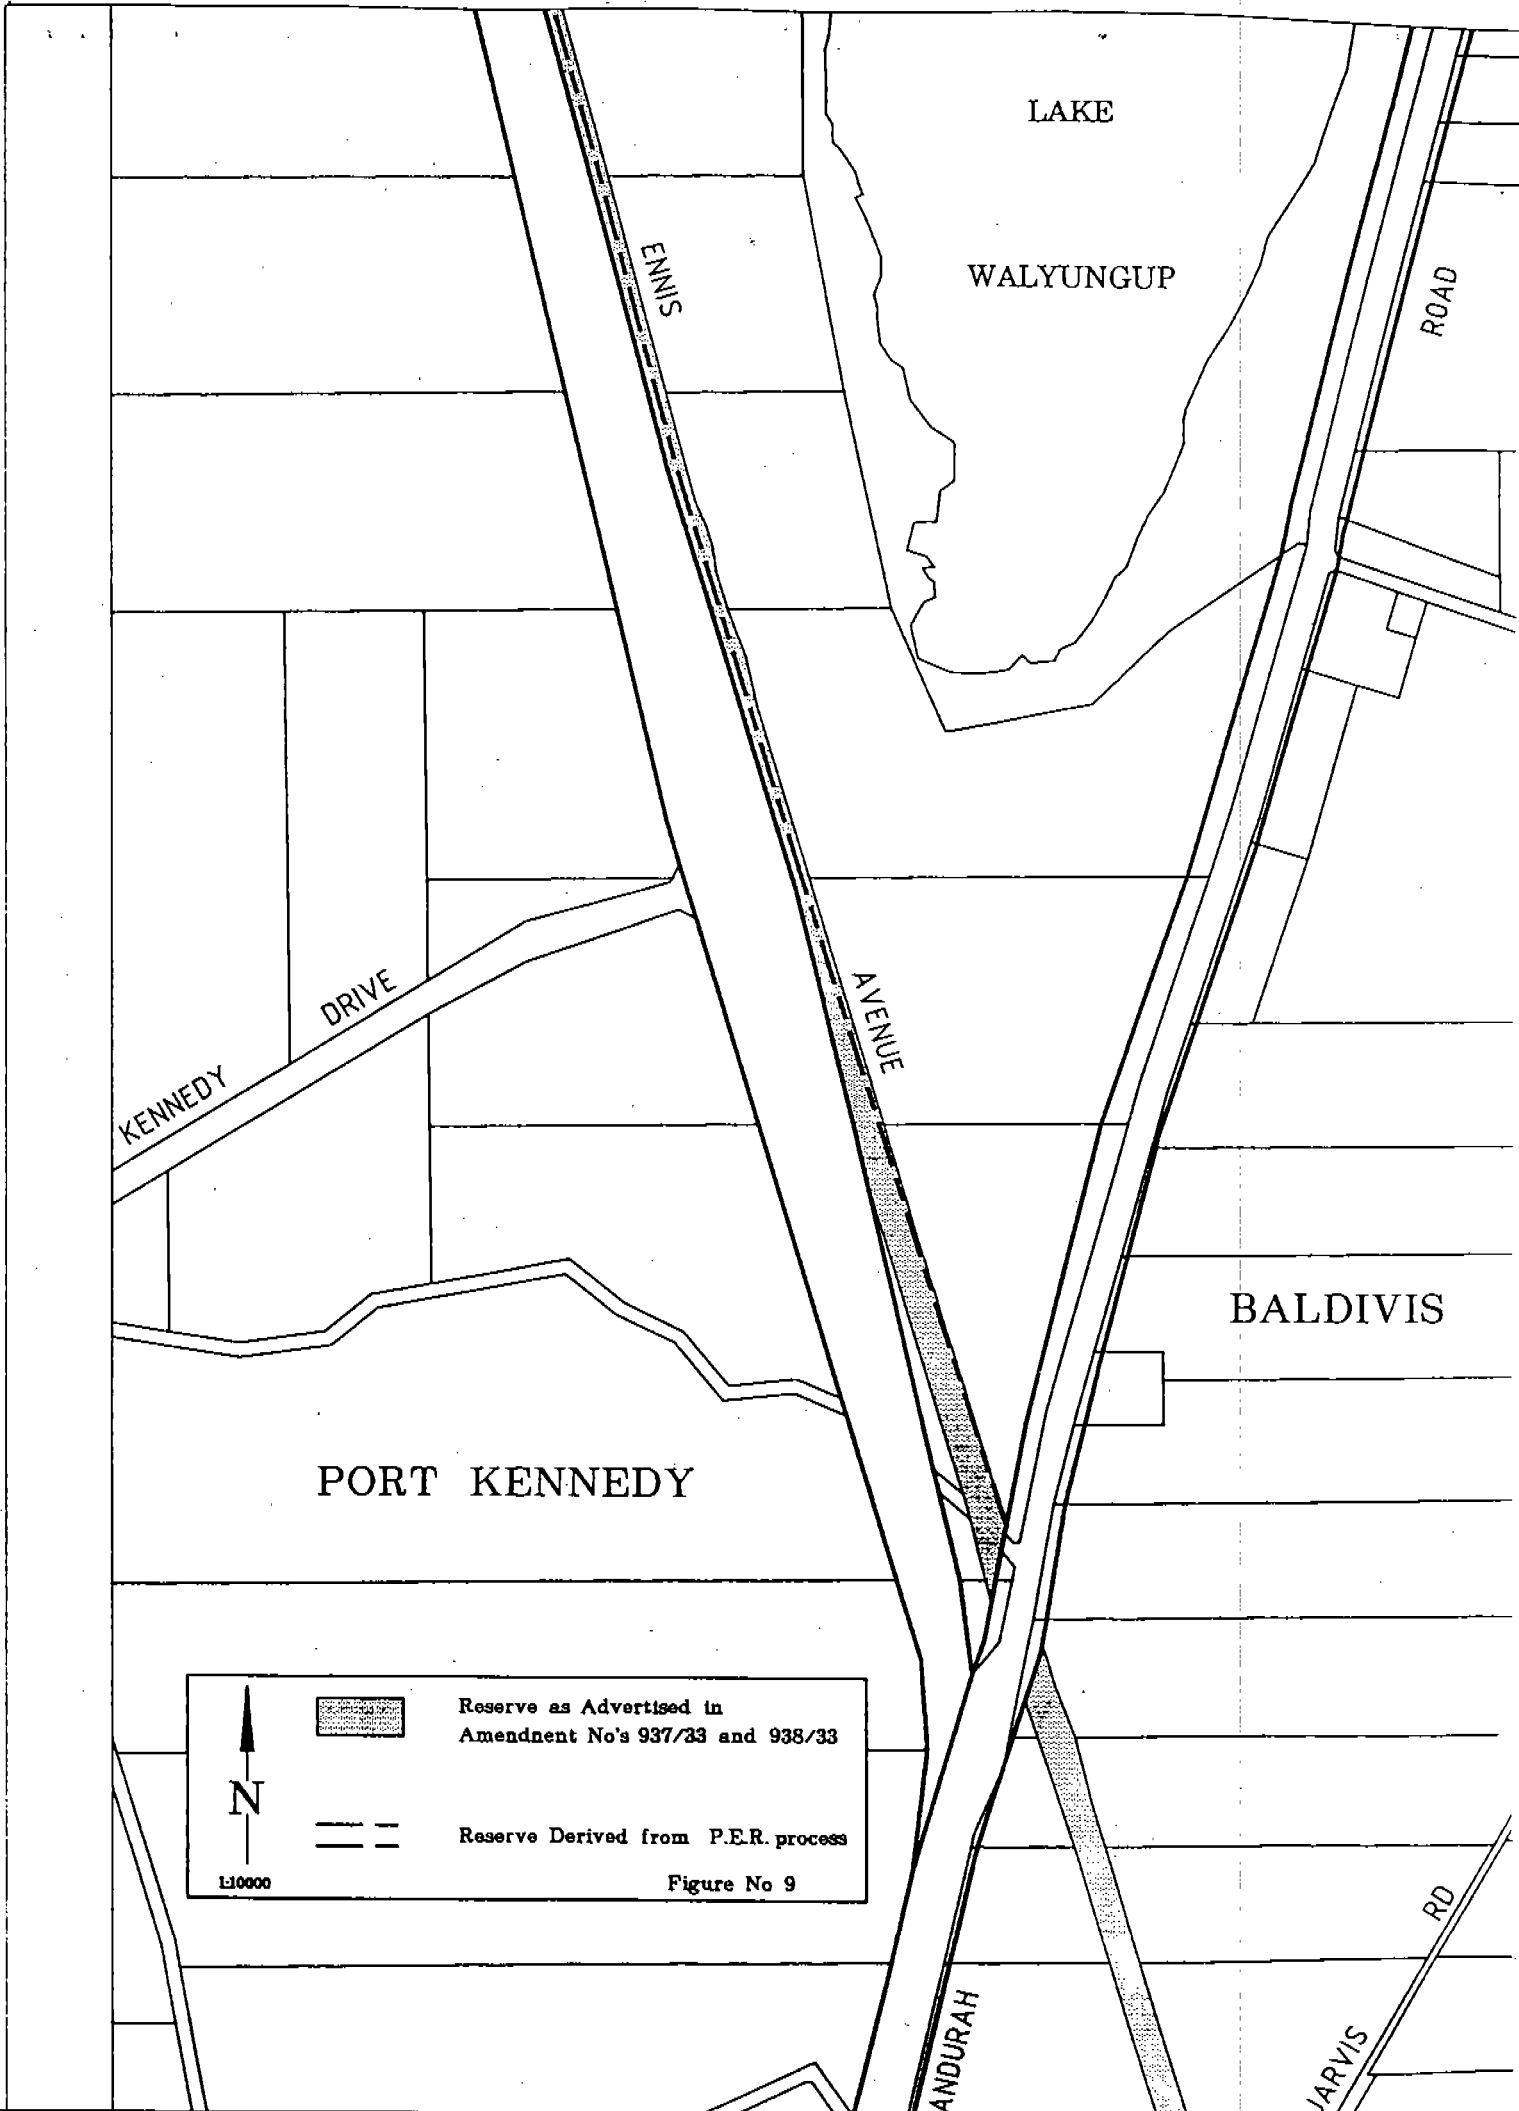 LAKE
WALYUNGUP
ENNIS
ROAD
AVENUE
DRIVE
KENNEDY
BALDIVIS
PORT KENNEDY
Reserve as Advertised in
Amendnent No's 937/33 and 938/33
N
Reserve Derived from P.E.R. process
1:10000
Figure No 9
RD
ANDURAH
JARVIS